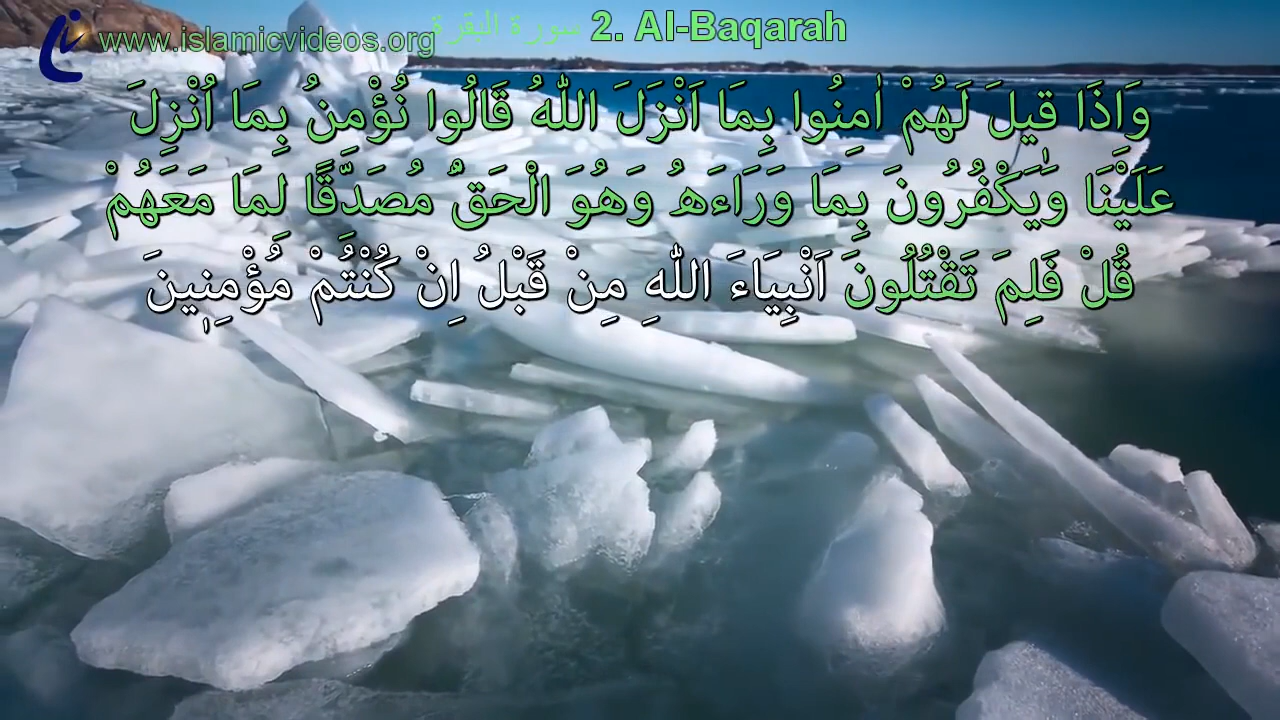 www.islamicvideos.org سورة البقرة 2. Al-Baqarah
وَاِذَا قٖيلَ لَهُمْ اٰمِنُوا بِمَا اَنْزَلَ اللّٰهُ قَالُوا نُؤْمِنُ بِمَا اُنْزِلَ
عَلَيْنَا وَيَكْفُرُونَ بِمَا وَرَاءَهُ وَهُوَ الْحَقُّ مُصَدِّقًا لِمَا مَعَهُمْ
قُلْ فَلِمَ تَقْتُلُونَ اَنْبِيَاءَ اللّٰهِ مِنْ قَبْلُ اِنْ كُنْتُمْ مُؤْمِنٖينَ